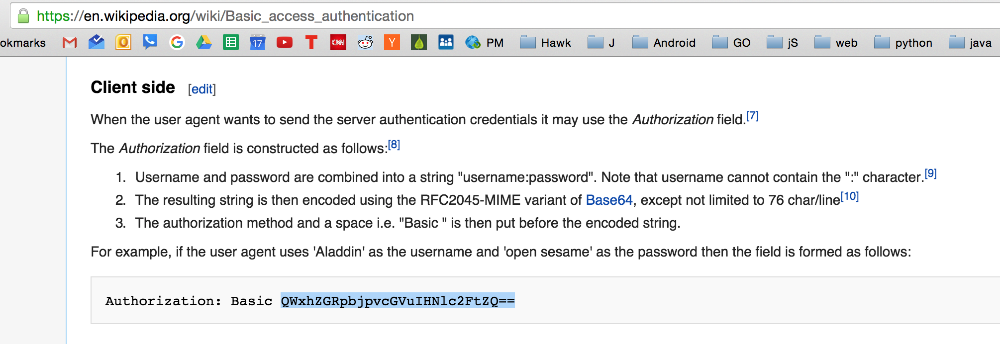 https://en.wikipedia.org/wiki/Basic_access_authentication
okmarks 17 T CNN Y PM Hawk J Android GO jS web python java
Client side [edit]
When the user agent wants to send the server authentication credentials it may use the Authorization field.[7]
The Authorization field is constructed as follows:[8]
1. Username and password are combined into a string "username:password". Note that username cannot contain the ":" character.[9]
2. The resulting string is then encoded using the RFC2045-MIME variant of Base64, except not limited to 76 char/line[10]
3. The authorization method and a space i.e. "Basic " is then put before the encoded string.
For example, if the user agent uses 'Aladdin' as the username and 'open sesame' as the password then the field is formed as follows:
Authorization: Basic QWxhZGRpbjpvcGVuIHNlc2FtZQ==